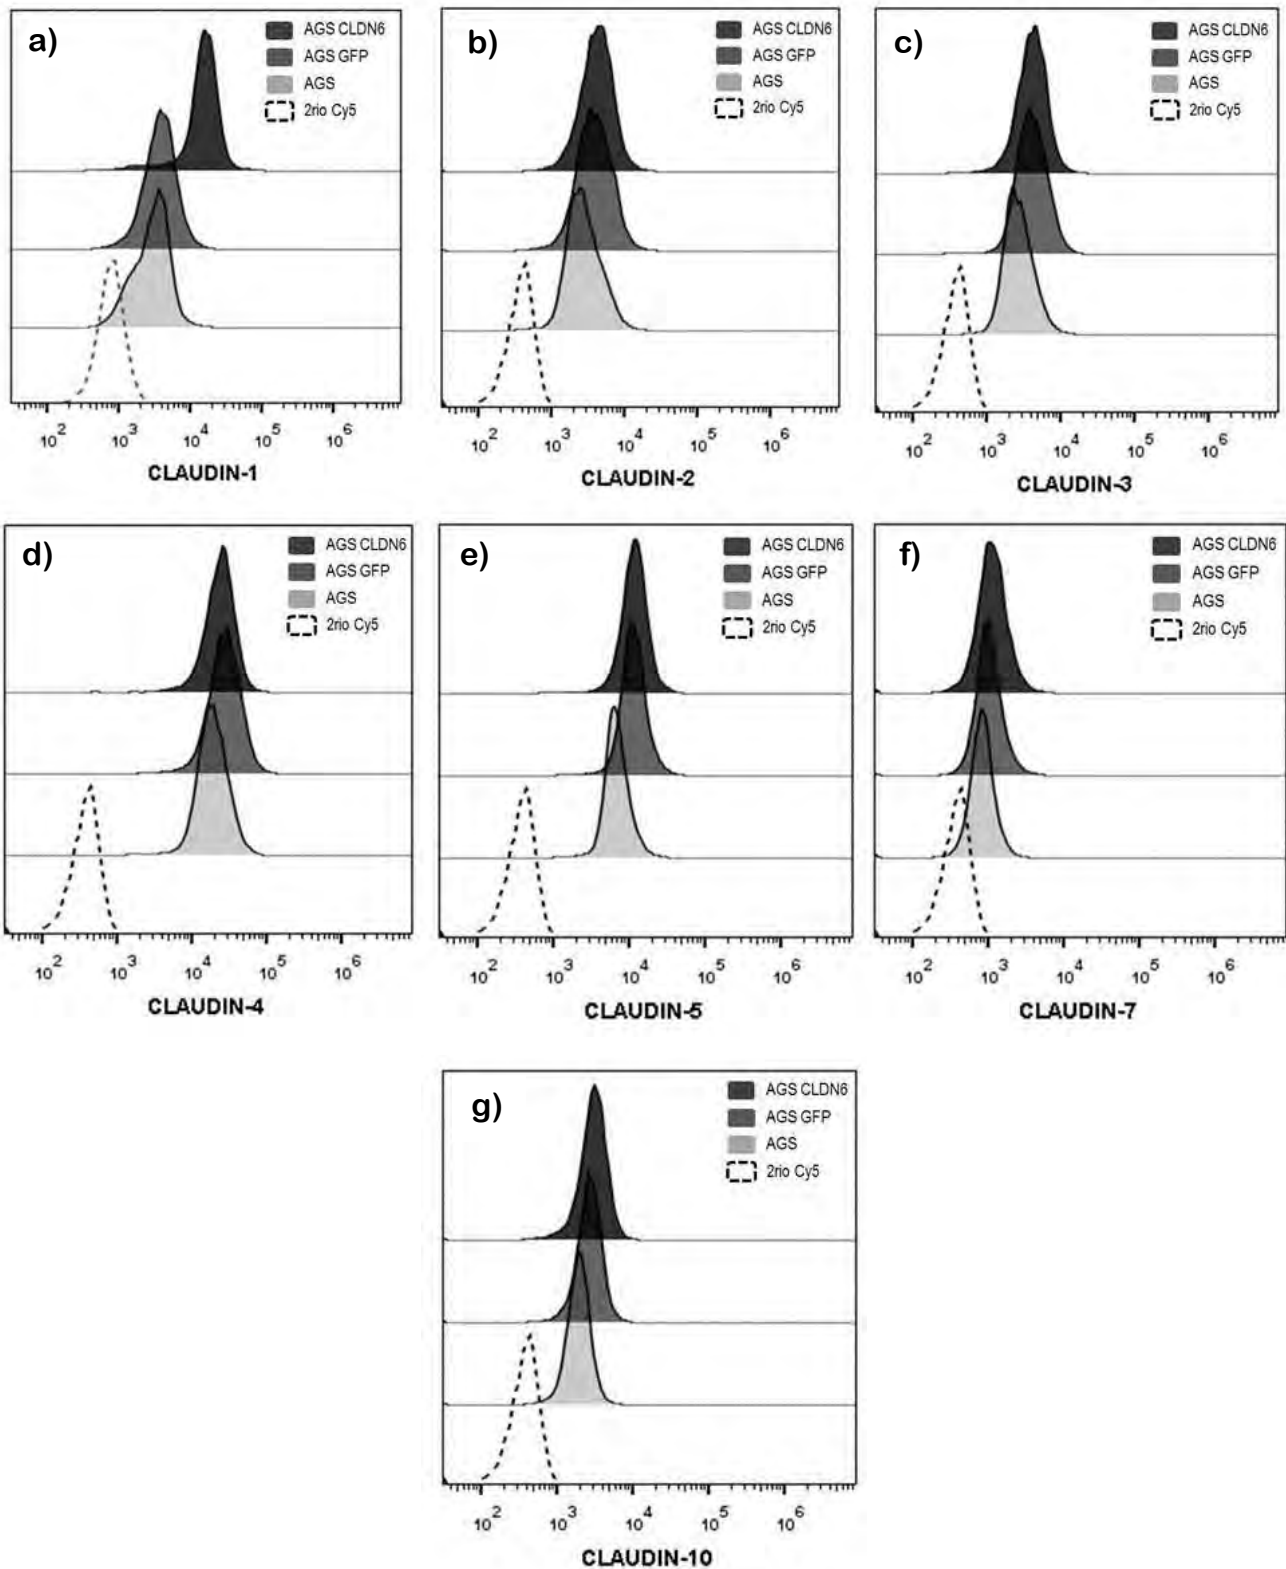 a)
AGS CLDN6
AGS GFP
AGS
2rio Cy5
10² 10³ 10⁴ 10⁵ 10⁶
CLAUDIN-1
b)
AGS CLDN6
AGS GFP
AGS
2rio Cy5
10² 10³ 10⁴ 10⁵ 10⁶
CLAUDIN-2
c)
AGS CLDN6
AGS GFP
AGS
2rio Cy5
10² 10³ 10⁴ 10⁵ 10⁶
CLAUDIN-3
d)
AGS CLDN6
AGS GFP
AGS
2rio Cy5
10² 10³ 10⁴ 10⁵ 10⁶
CLAUDIN-4
e)
AGS CLDN6
AGS GFP
AGS
2rio Cy5
10² 10³ 10⁴ 10⁵ 10⁶
CLAUDIN-5
f)
AGS CLDN6
AGS GFP
AGS
2rio Cy5
10² 10³ 10⁴ 10⁵ 10⁶
CLAUDIN-7
g)
AGS CLDN6
AGS GFP
AGS
2rio Cy5
10² 10³ 10⁴ 10⁵ 10⁶
CLAUDIN-10